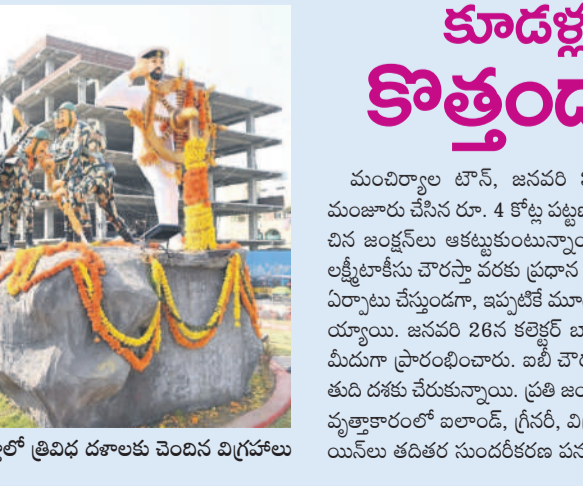 కూడళ్ల
కొత్తంద
మంచిర్యాల టౌన్, జనవరి
మంజూరు చేసిన రూ. 4 కోట్ల పట్టణ
చిన జంక్షన్‌లు ఆకట్టుకుంటున్నాయి
లక్ష్మీటాకీసు చౌరస్తా వరకు ప్రధాన
ఏర్పాటు చేస్తుండగా, ఇప్పటికే మూ
య్యాయి. జనవరి 26న కలెక్టర్ బ
మీదుగా ప్రారంభించారు. ఐబీ చౌర
తుది దశకు చేరుకున్నాయి. ప్రతి జం
వృత్తాకారంలో ఐలాండ్, గ్రీనరీ, వి
యిన్‌లు తదితర సుందరీకరణ పన
లో త్రివిధ దళాలకు చెందిన విగ్రహాలు